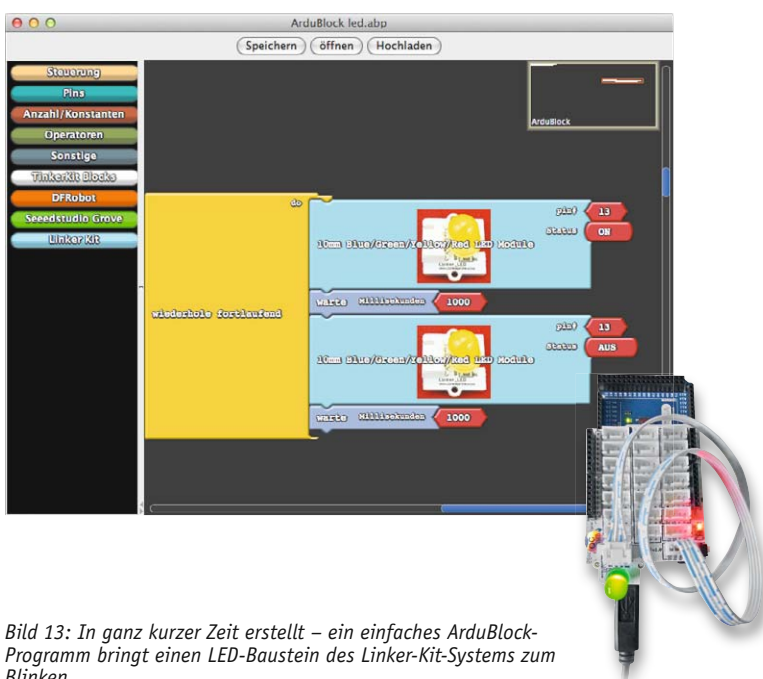 ArduBlock led.abp
Speichern öffnen Hochladen
Steuerung
Pins
Anzahl/Konstanten
Operatoren
Sonstige
TinkerKit Blocks
DFRobot
Seeedstudio Grove
Linker Kit
ArduBlock
do
pin# 13
Status ON
10mm Blue/Green/Yellow/Red LED Module
warte Millisekunden 1000
wiederhole fortlaufend
pin# 13
Status AUS
10mm Blue/Green/Yellow/Red LED Module
warte Millisekunden 1000
Bild 13: In ganz kurzer Zeit erstellt – ein einfaches ArduBlock-
Programm bringt einen LED-Baustein des Linker-Kit-Systems zum
Blinken